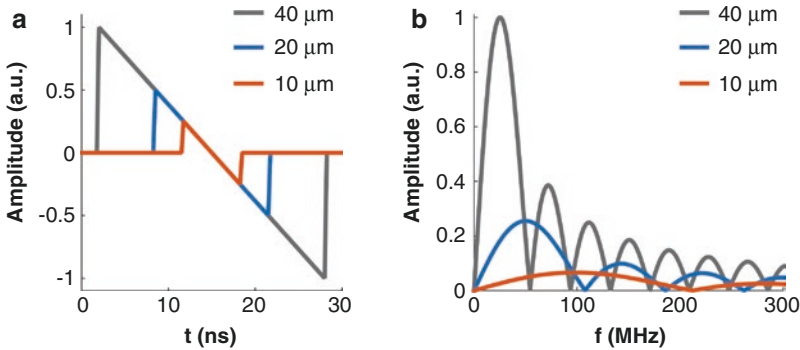 a
40 μm
20 μm
10 μm
Amplitude (a.u.)
1
0.5
0
-0.5
-1
0 10 20 30
t (ns)
b
40 μm
20 μm
10 μm
Amplitude (a.u.)
1
0.8
0.6
0.4
0.2
0
0 100 200 300
f (MHz)